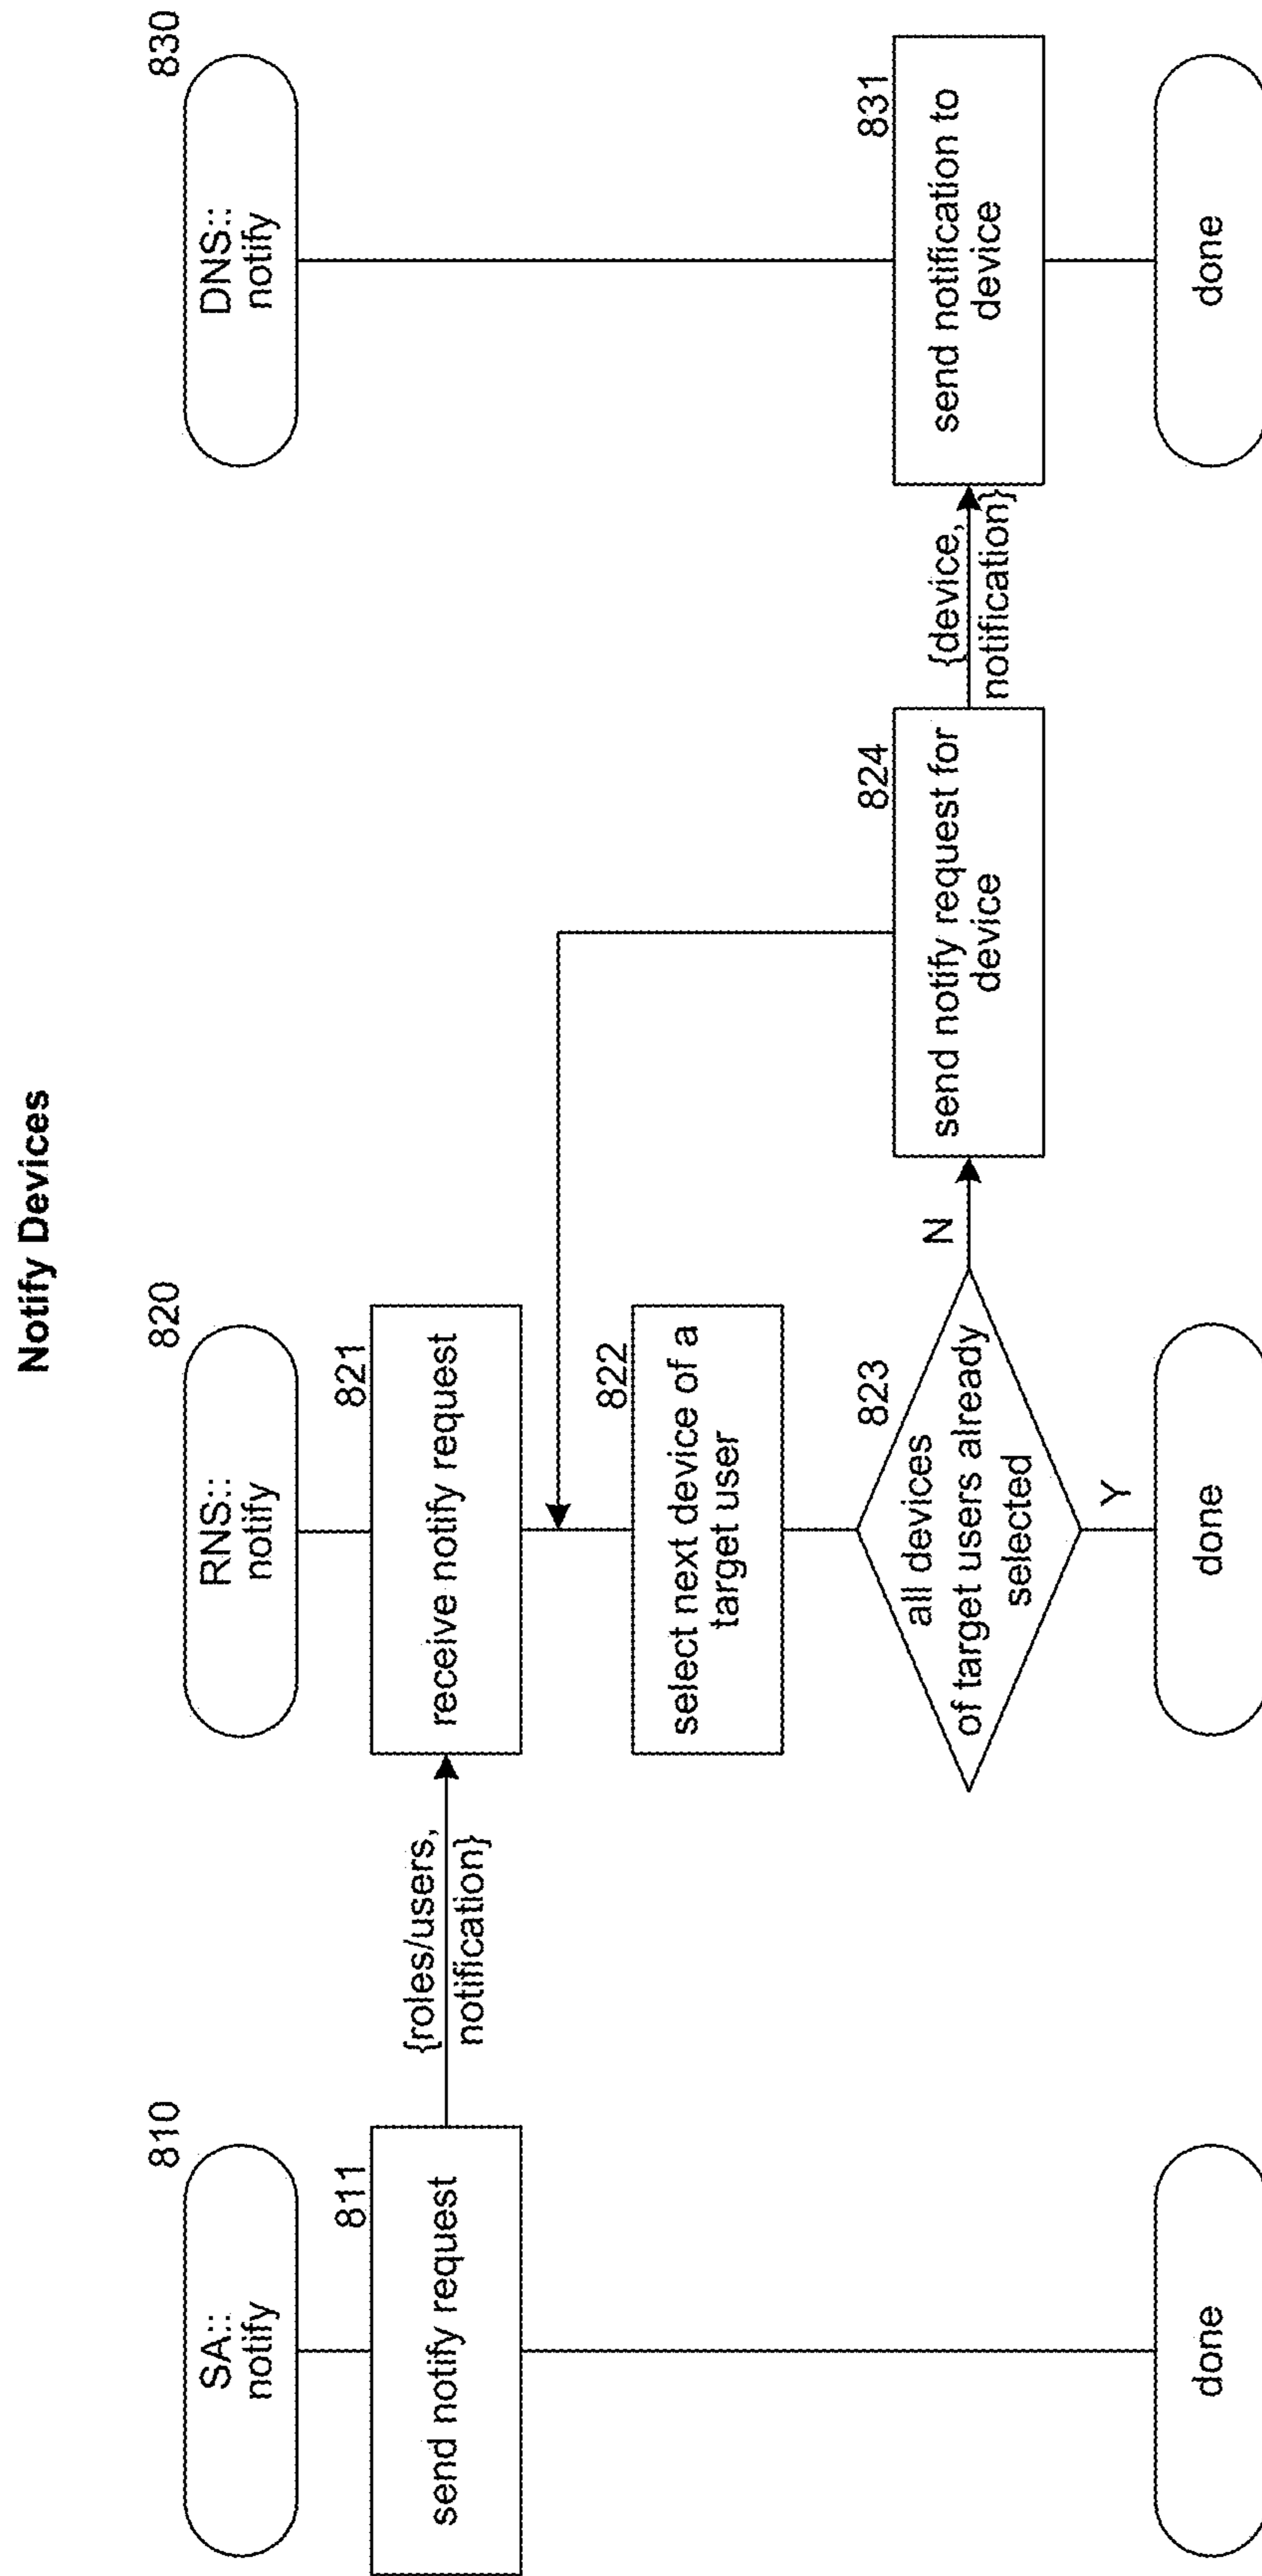 Notify Devices
810
SA::
notify
811
send notify request
done
{roles/users,
notification}
820
RNS::
notify
821
receive notify request
822
select next device of a
target user
823
all devices
of target users already
selected
N
Y
done
824
send notify request for
device
{device,
notification}
830
DNS::
notify
831
send notification to
device
done